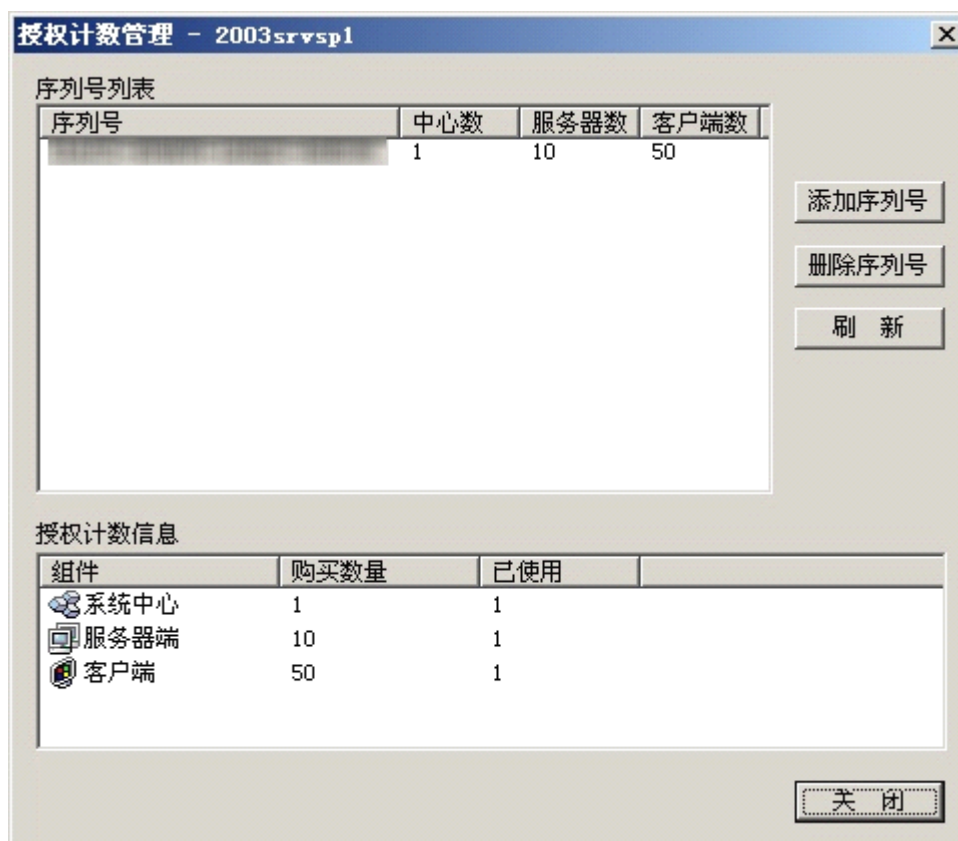 授权计数管理 - 2003srvsp1
序列号列表
序列号 中心数 服务器数 客户端数
1 10 50
添加序列号
删除序列号
刷 新
授权计数信息
组件 购买数量 已使用
系统中心 1 1
服务器端 10 1
客户端 50 1
关 闭